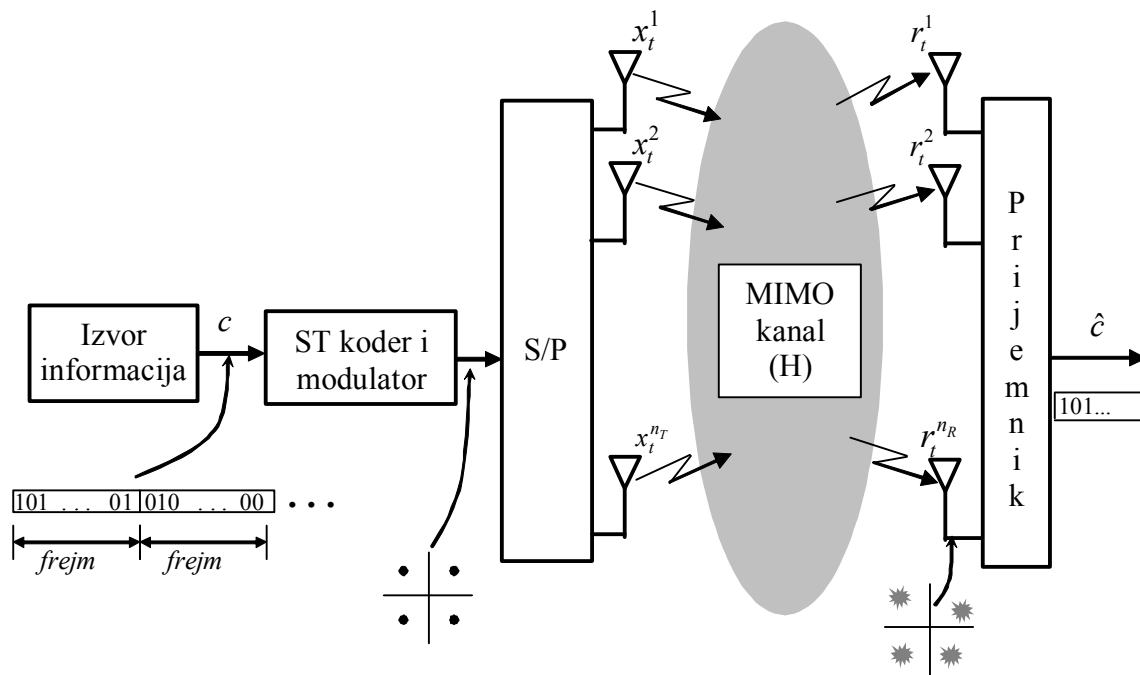 x_t^1
r_t^1
x_t^2
r_t^2
Izvor
informacija
c
ST koder i
modulator
S/P
MIMO
kanal
(H)
Prijemnik
ĉ
101...
x_t^{n_T}
r_t^{n_R}
101 ... 01 010 ... 00 ...
frejm frejm